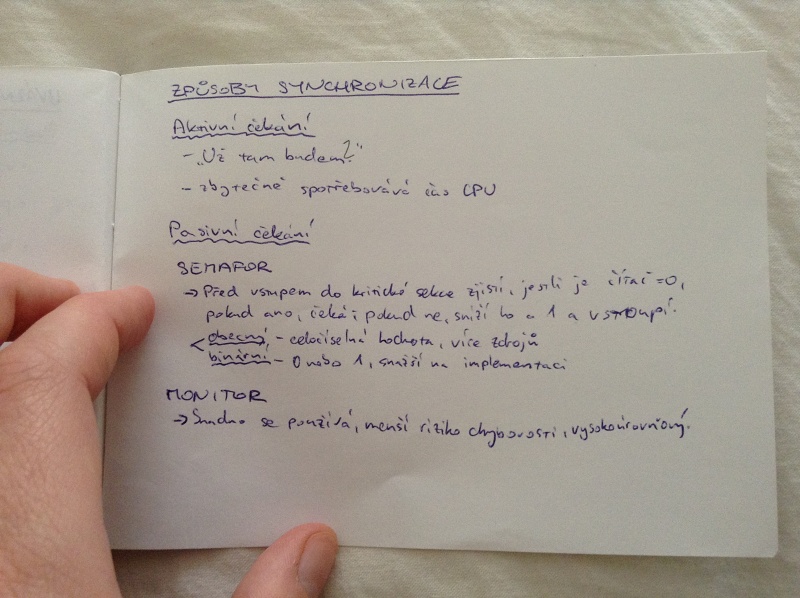 ZPŮSOBY SYNCHRONIZACE
Aktivní čekání
- „Už tam budem?"
- zbytečně spotřebovává čas CPU
Pasivní čekání
SEMAFOR
→ Před vstupem do kritické sekce zjistí, jestli je čítač =0,
pokud ano, čeká; pokud ne, sníží ho o 1 a vstoupí.
< obecný - celočíselná hodnota, více zdrojů
binární - 0 nebo 1, snažší na implementaci
MONITOR
→ Snadno se používá, menší riziko chybovosti, vysokoúrovňový.